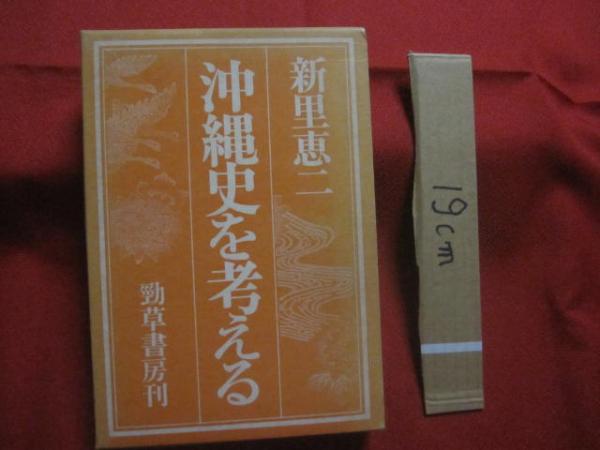 新里恵二
沖縄史を考える
勁草書房刊
19cm